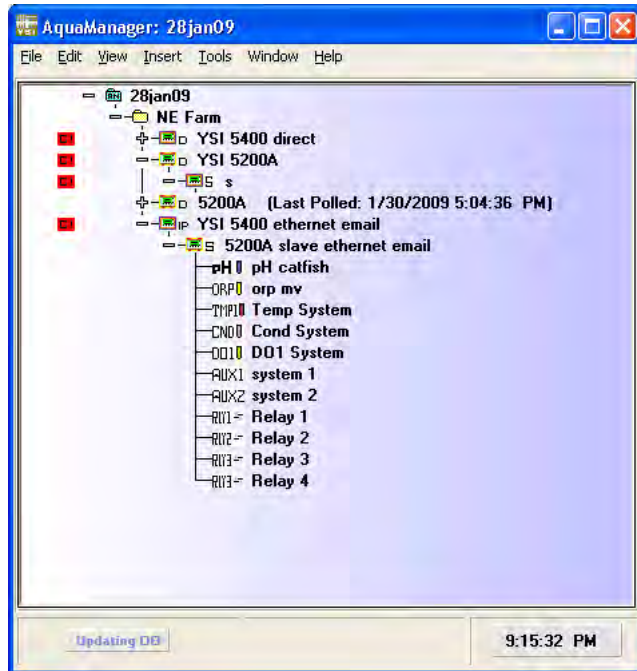 AquaManager: 28jan09
File Edit View Insert Tools Window Help
28jan09
NE Farm
D YSI 5400 direct
D YSI 5200A
S s
D 5200A (Last Polled: 1/30/2009 5:04:36 PM)
IP YSI 5400 ethernet email
S 5200A slave ethernet email
pH pH catfish
ORP orp mv
TMP1 Temp System
CND Cond System
DO1 DO1 System
AUX1 system 1
AUX2 system 2
RLY1 Relay 1
RLY2 Relay 2
RLY3 Relay 3
RLY3 Relay 4
Updating DB
9:15:32 PM